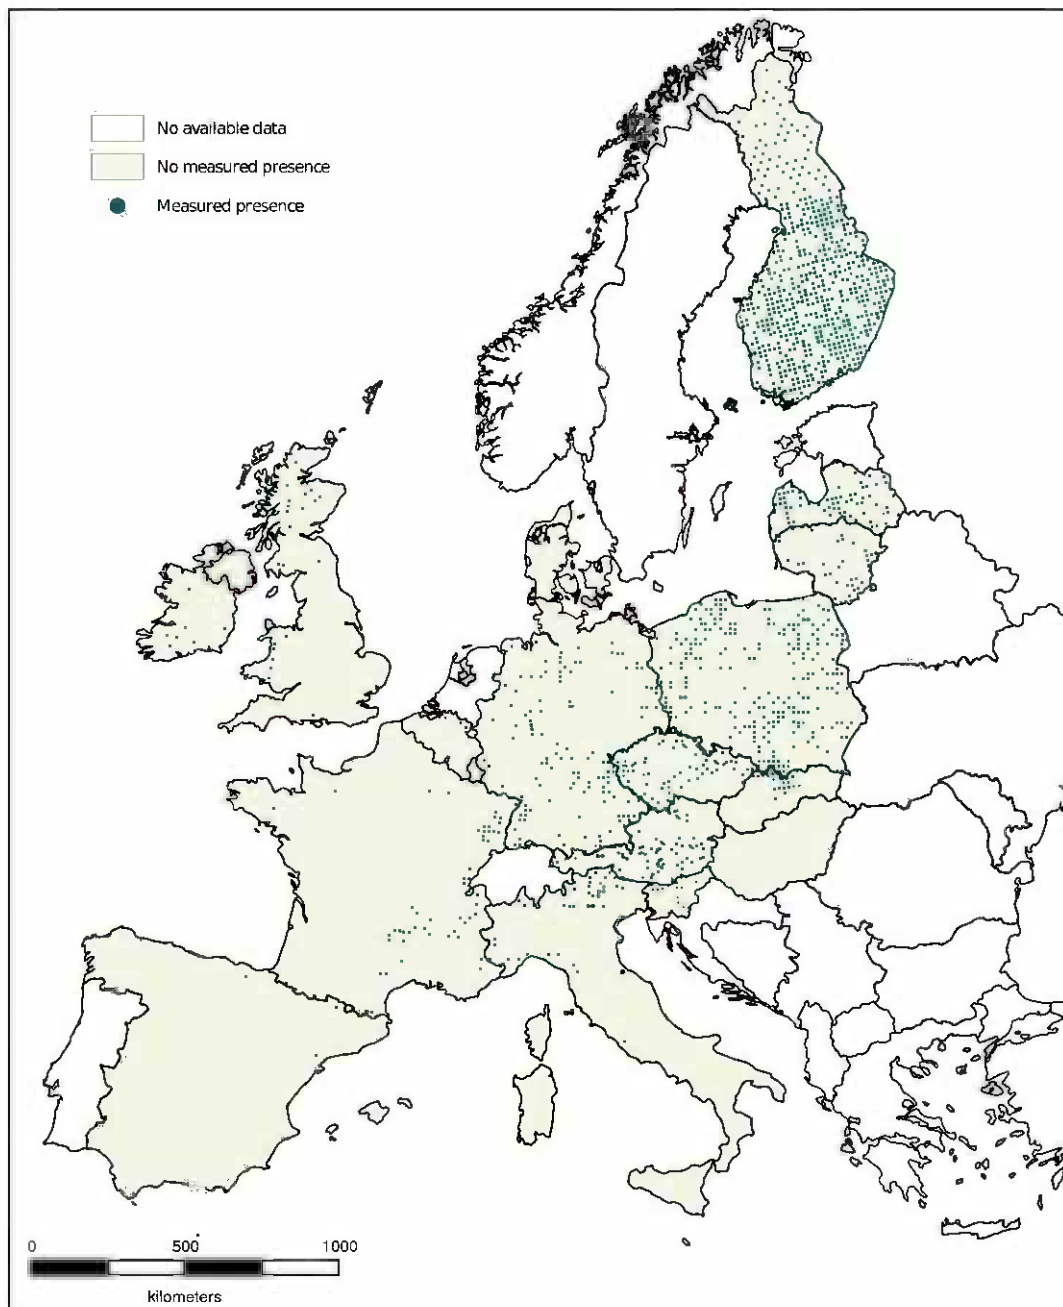 No available data
No measured presence
Measured presence
0 500 1000
kilometers